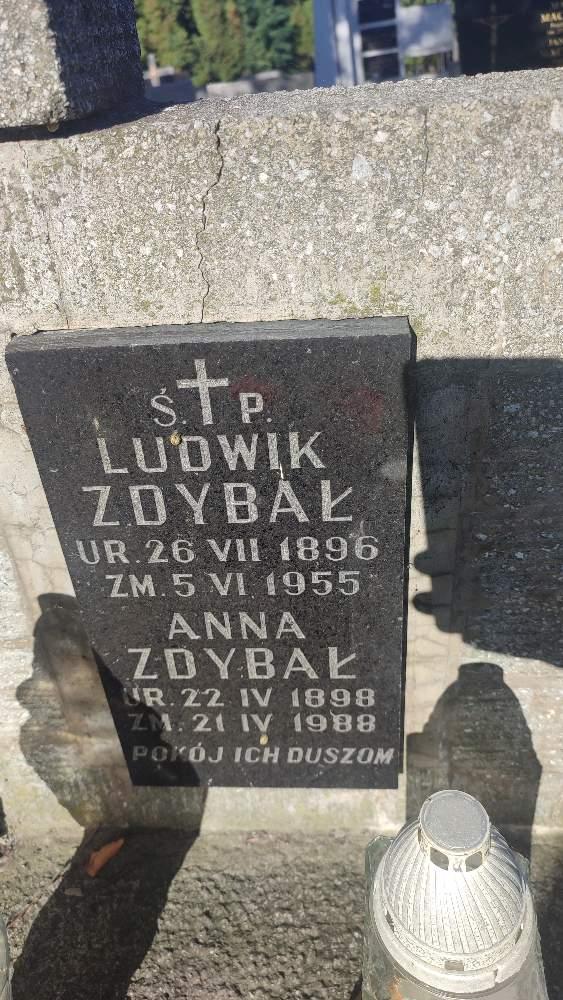 Ś. P.
LUDWIK
ZDYBAŁ
UR. 26 VII 1896
ZM. 5 VI 1955
ANNA
ZDYBAŁ
UR. 22 IV 1898
ZM. 21 IV 1988
POKÓJ ICH DUSZOM